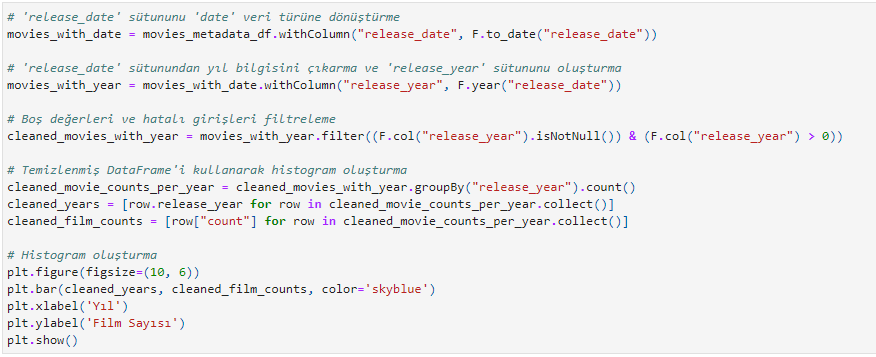 # 'release_date' sütununu 'date' veri türüne dönüştürme
movies_with_date = movies_metadata_df.withColumn("release_date", F.to_date("release_date"))
# 'release_date' sütunundan yıl bilgisini çıkarma ve 'release_year' sütununu oluşturma
movies_with_year = movies_with_date.withColumn("release_year", F.year("release_date"))
# Boş değerleri ve hatalı girişleri filtreleme
cleaned_movies_with_year = movies_with_year.filter((F.col("release_year").isNotNull()) & (F.col("release_year") > 0))
# Temizlenmiş DataFrame'i kullanarak histogram oluşturma
cleaned_movie_counts_per_year = cleaned_movies_with_year.groupBy("release_year").count()
cleaned_years = [row.release_year for row in cleaned_movie_counts_per_year.collect()]
cleaned_film_counts = [row["count"] for row in cleaned_movie_counts_per_year.collect()]
# Histogram oluşturma
plt.figure(figsize=(10, 6))
plt.bar(cleaned_years, cleaned_film_counts, color='skyblue')
plt.xlabel('Yıl')
plt.ylabel('Film Sayısı')
plt.show()